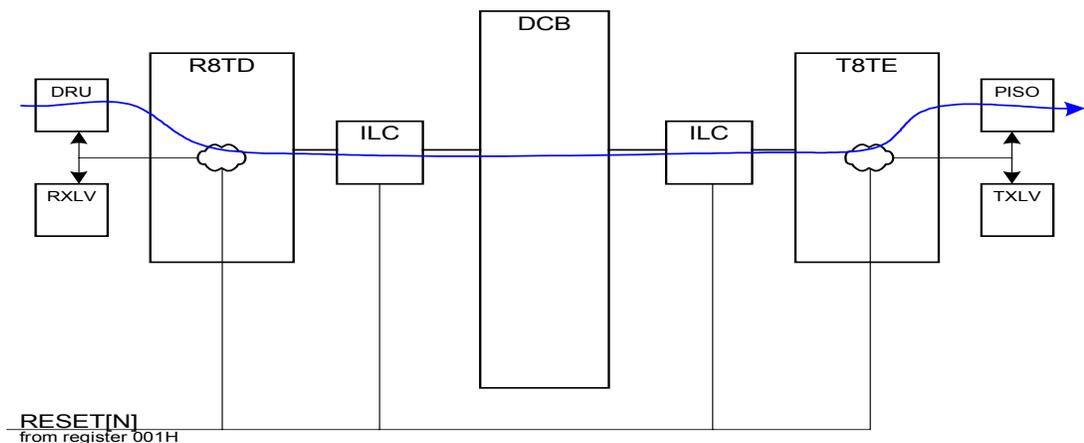 DCB
R8TD
T8TE
DRU
PISO
ILC
ILC
RXLV
TXLV
RESET[N]
from register 001H